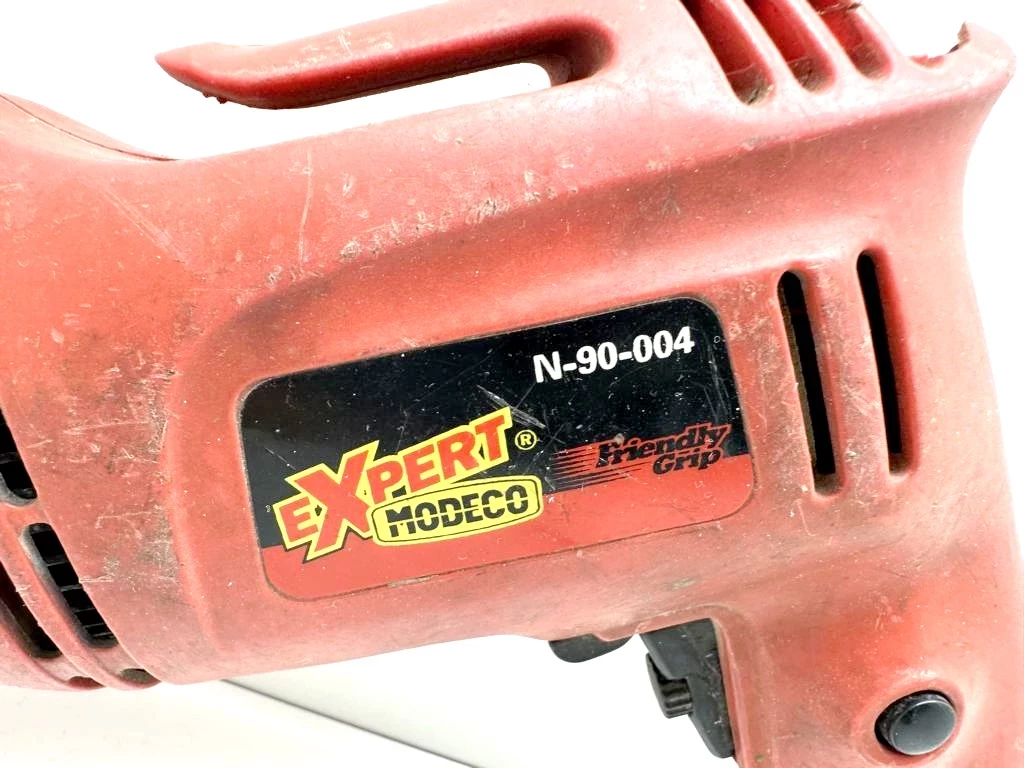 N-90-004
EXPERT®
MODECO
Friendly
Grip